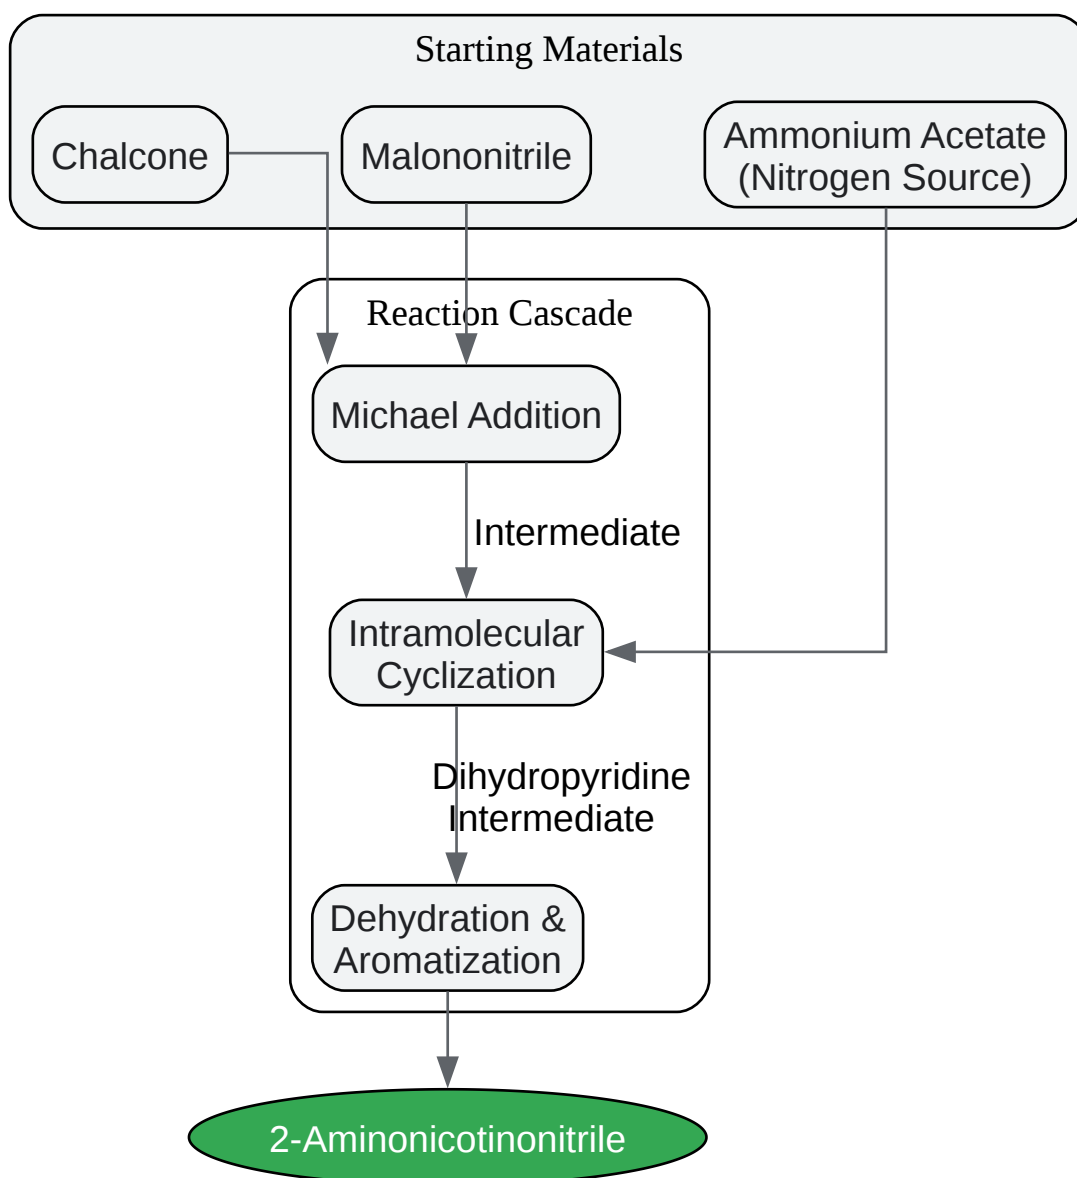 Starting Materials
Chalcone
Malononitrile
Ammonium Acetate
(Nitrogen Source)
Reaction Cascade
Michael Addition
Intermediate
Intramolecular
Cyclization
Dihydropyridine
Intermediate
Dehydration &
Aromatization
2-Aminonicotinonitrile